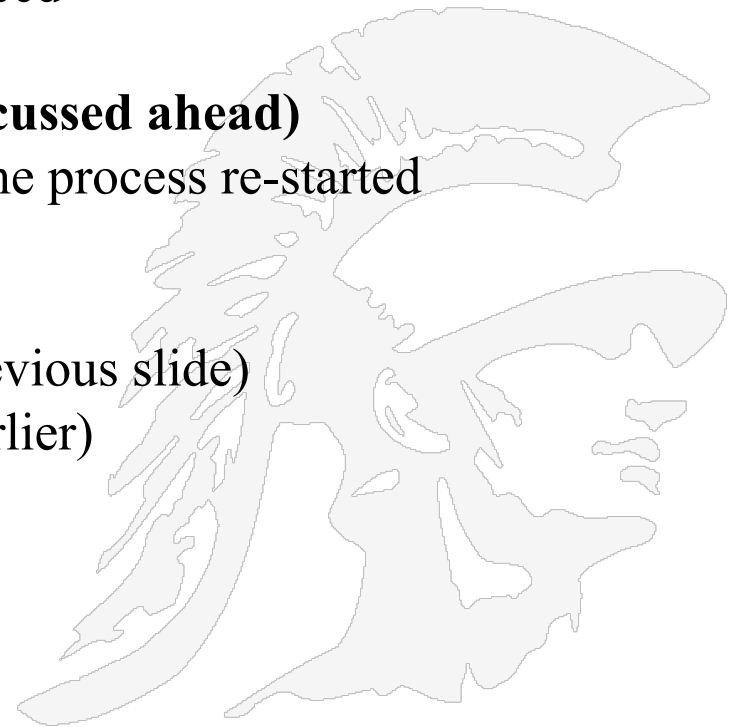 cussed ahead)
ne process re-started
evious slide)
rlier)